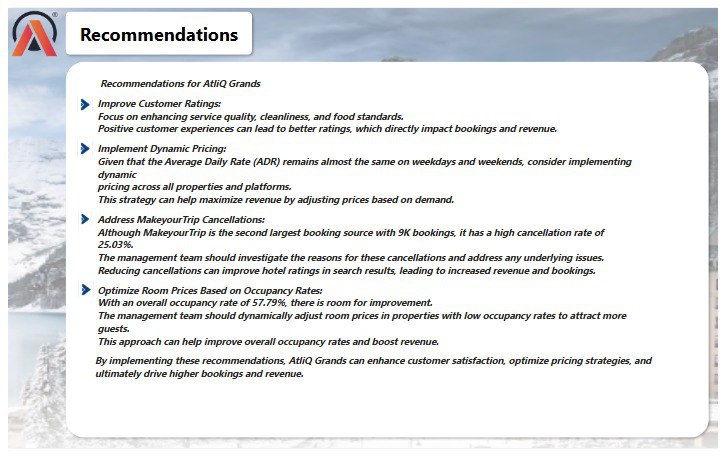 Recommendations
Recommendations for AtliQ Grands
Improve Customer Ratings:
Focus on enhancing service quality, cleanliness, and food standards.
Positive customer experiences can lead to better ratings, which directly impact bookings and revenue.
Implement Dynamic Pricing:
Given that the Average Daily Rate (ADR) remains almost the same on weekdays and weekends, consider implementing
dynamic
pricing across all properties and platforms.
This strategy can help maximize revenue by adjusting prices based on demand.
Address MakeyourTrip Cancellations:
Although MakeyourTrip is the second largest booking source with 9K bookings, it has a high cancellation rate of
25.03%.
The management team should investigate the reasons for these cancellations and address any underlying issues.
Reducing cancellations can improve hotel ratings in search results, leading to increased revenue and bookings.
Optimize Room Prices Based on Occupancy Rates:
With an overall occupancy rate of 57.79%, there is room for improvement.
The management team should dynamically adjust room prices in properties with low occupancy rates to attract more
guests.
This approach can help improve overall occupancy rates and boost revenue.
By implementing these recommendations, AtliQ Grands can enhance customer satisfaction, optimize pricing strategies, and
ultimately drive higher bookings and revenue.